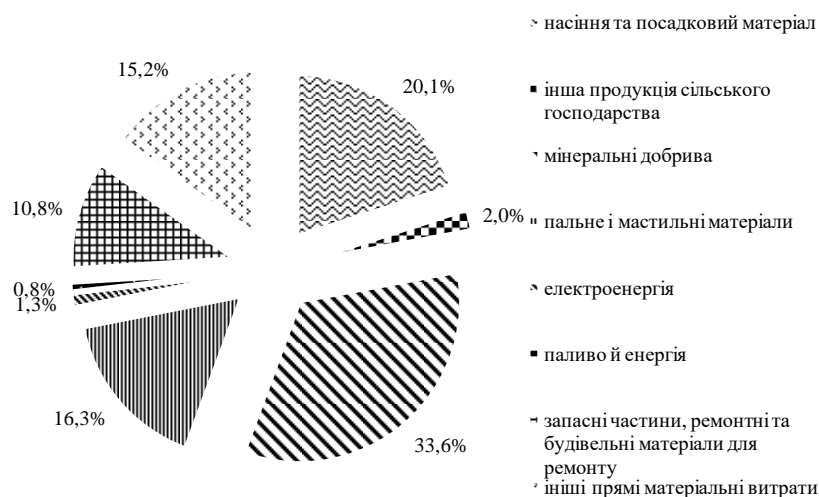 15,2%
20,1%
10,8%
2,0%
0,8%
1,3%
16,3%
33,6%
насіння та посадковий матеріал
інша продукція сільського
господарства
мінеральні добрива
пальне і мастильні матеріали
електроенергія
паливо й енергія
запасні частини, ремонтні та
будівельні матеріали для
ремонту
ініші прямі матеріальні витрати